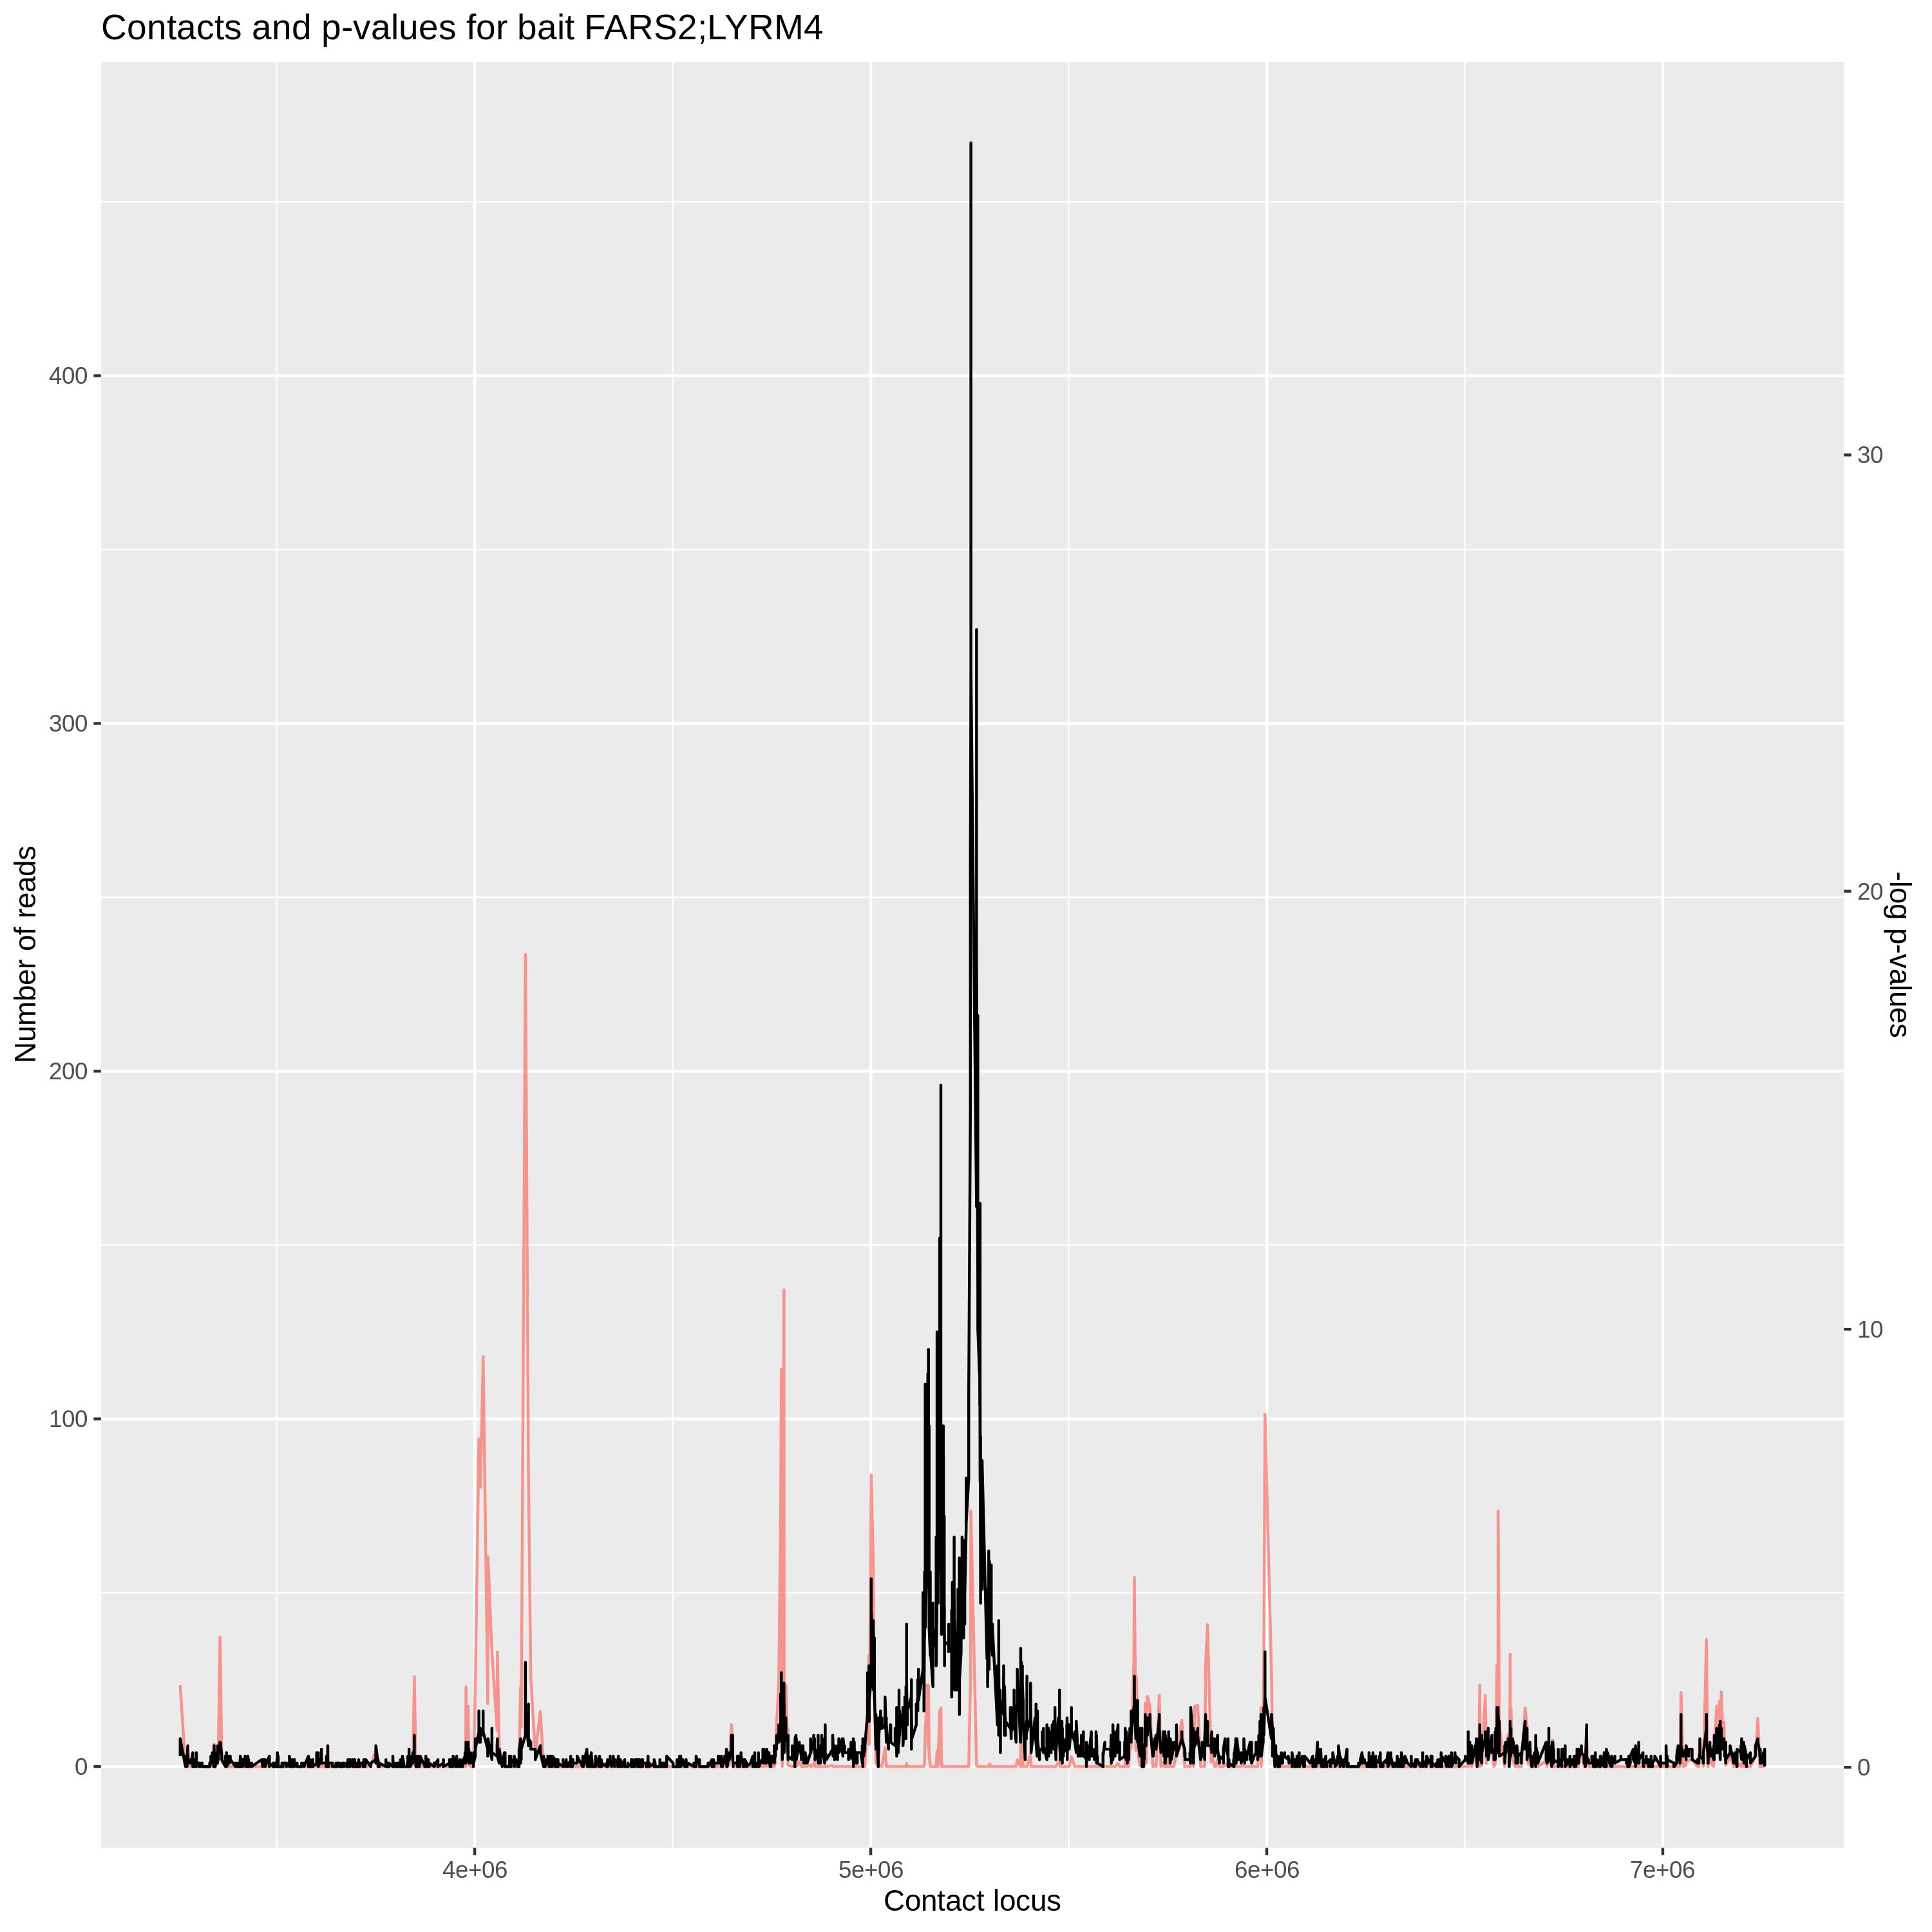 Contacts and p-values for bait FARS2;LYRM4
Number of reads
400
300
200
100
0
30
20
10
0
-log p-values
4e+06 5e+06 6e+06 7e+06
Contact locus